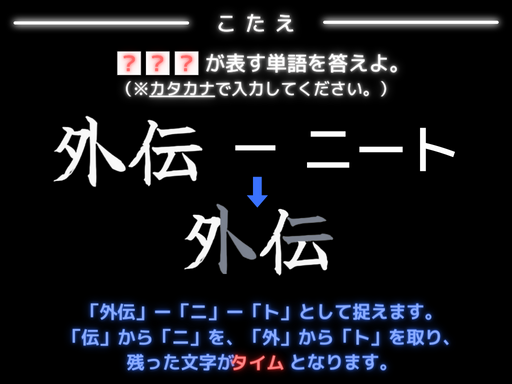 こたえ
???が表す単語を答えよ。
（※カタカナで入力してください。）
外伝 ー ニート
外伝
「外伝」ー「ニ」ー「ト」として捉えます。
「伝」から「ニ」を、「外」から「ト」を取り、
残った文字がタイムとなります。